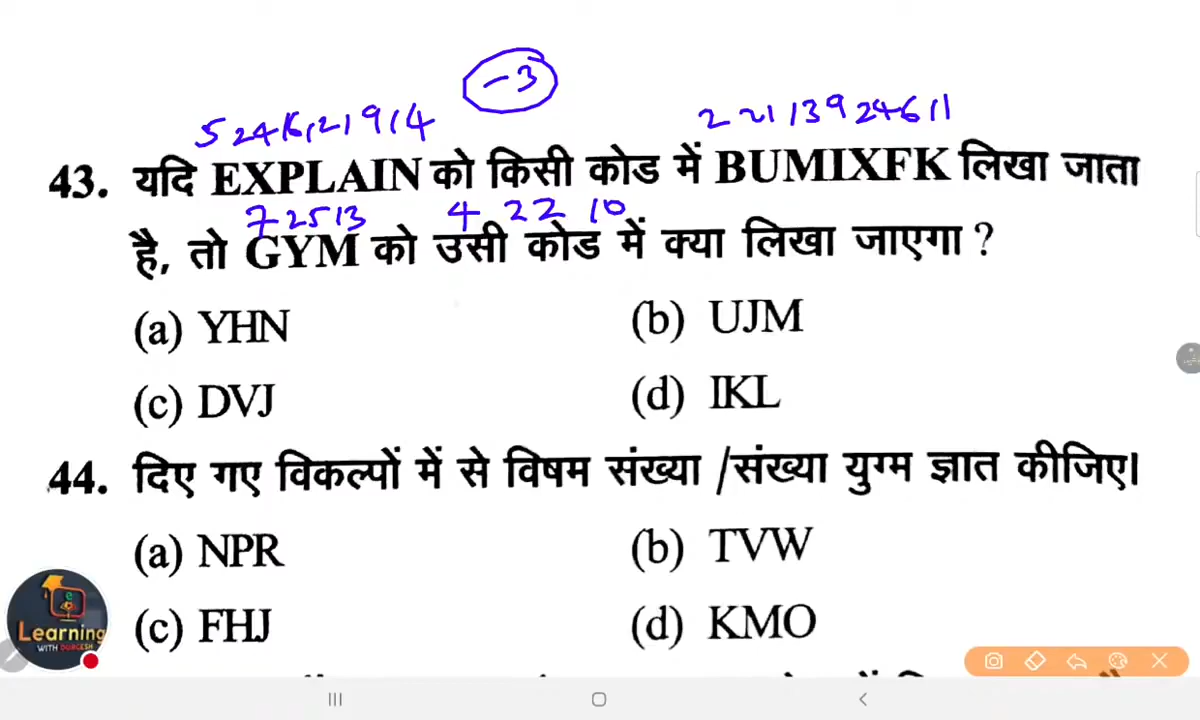 -3
5 24 16 12 1 9 14 2 21 13 9 24 6 11
43. यदि EXPLAIN को किसी कोड में BUMIXFK लिखा जाता
7 25 13 4 22 10
है, तो GYM को उसी कोड में क्या लिखा जाएगा ?
(a) YHN (b) UJM
(c) DVJ (d) IKL
44. दिए गए विकल्पों में से विषम संख्या /संख्या युग्म ज्ञात कीजिए।
(a) NPR (b) TVW
(c) FHJ (d) KMO
Learning
WITH DURGESH